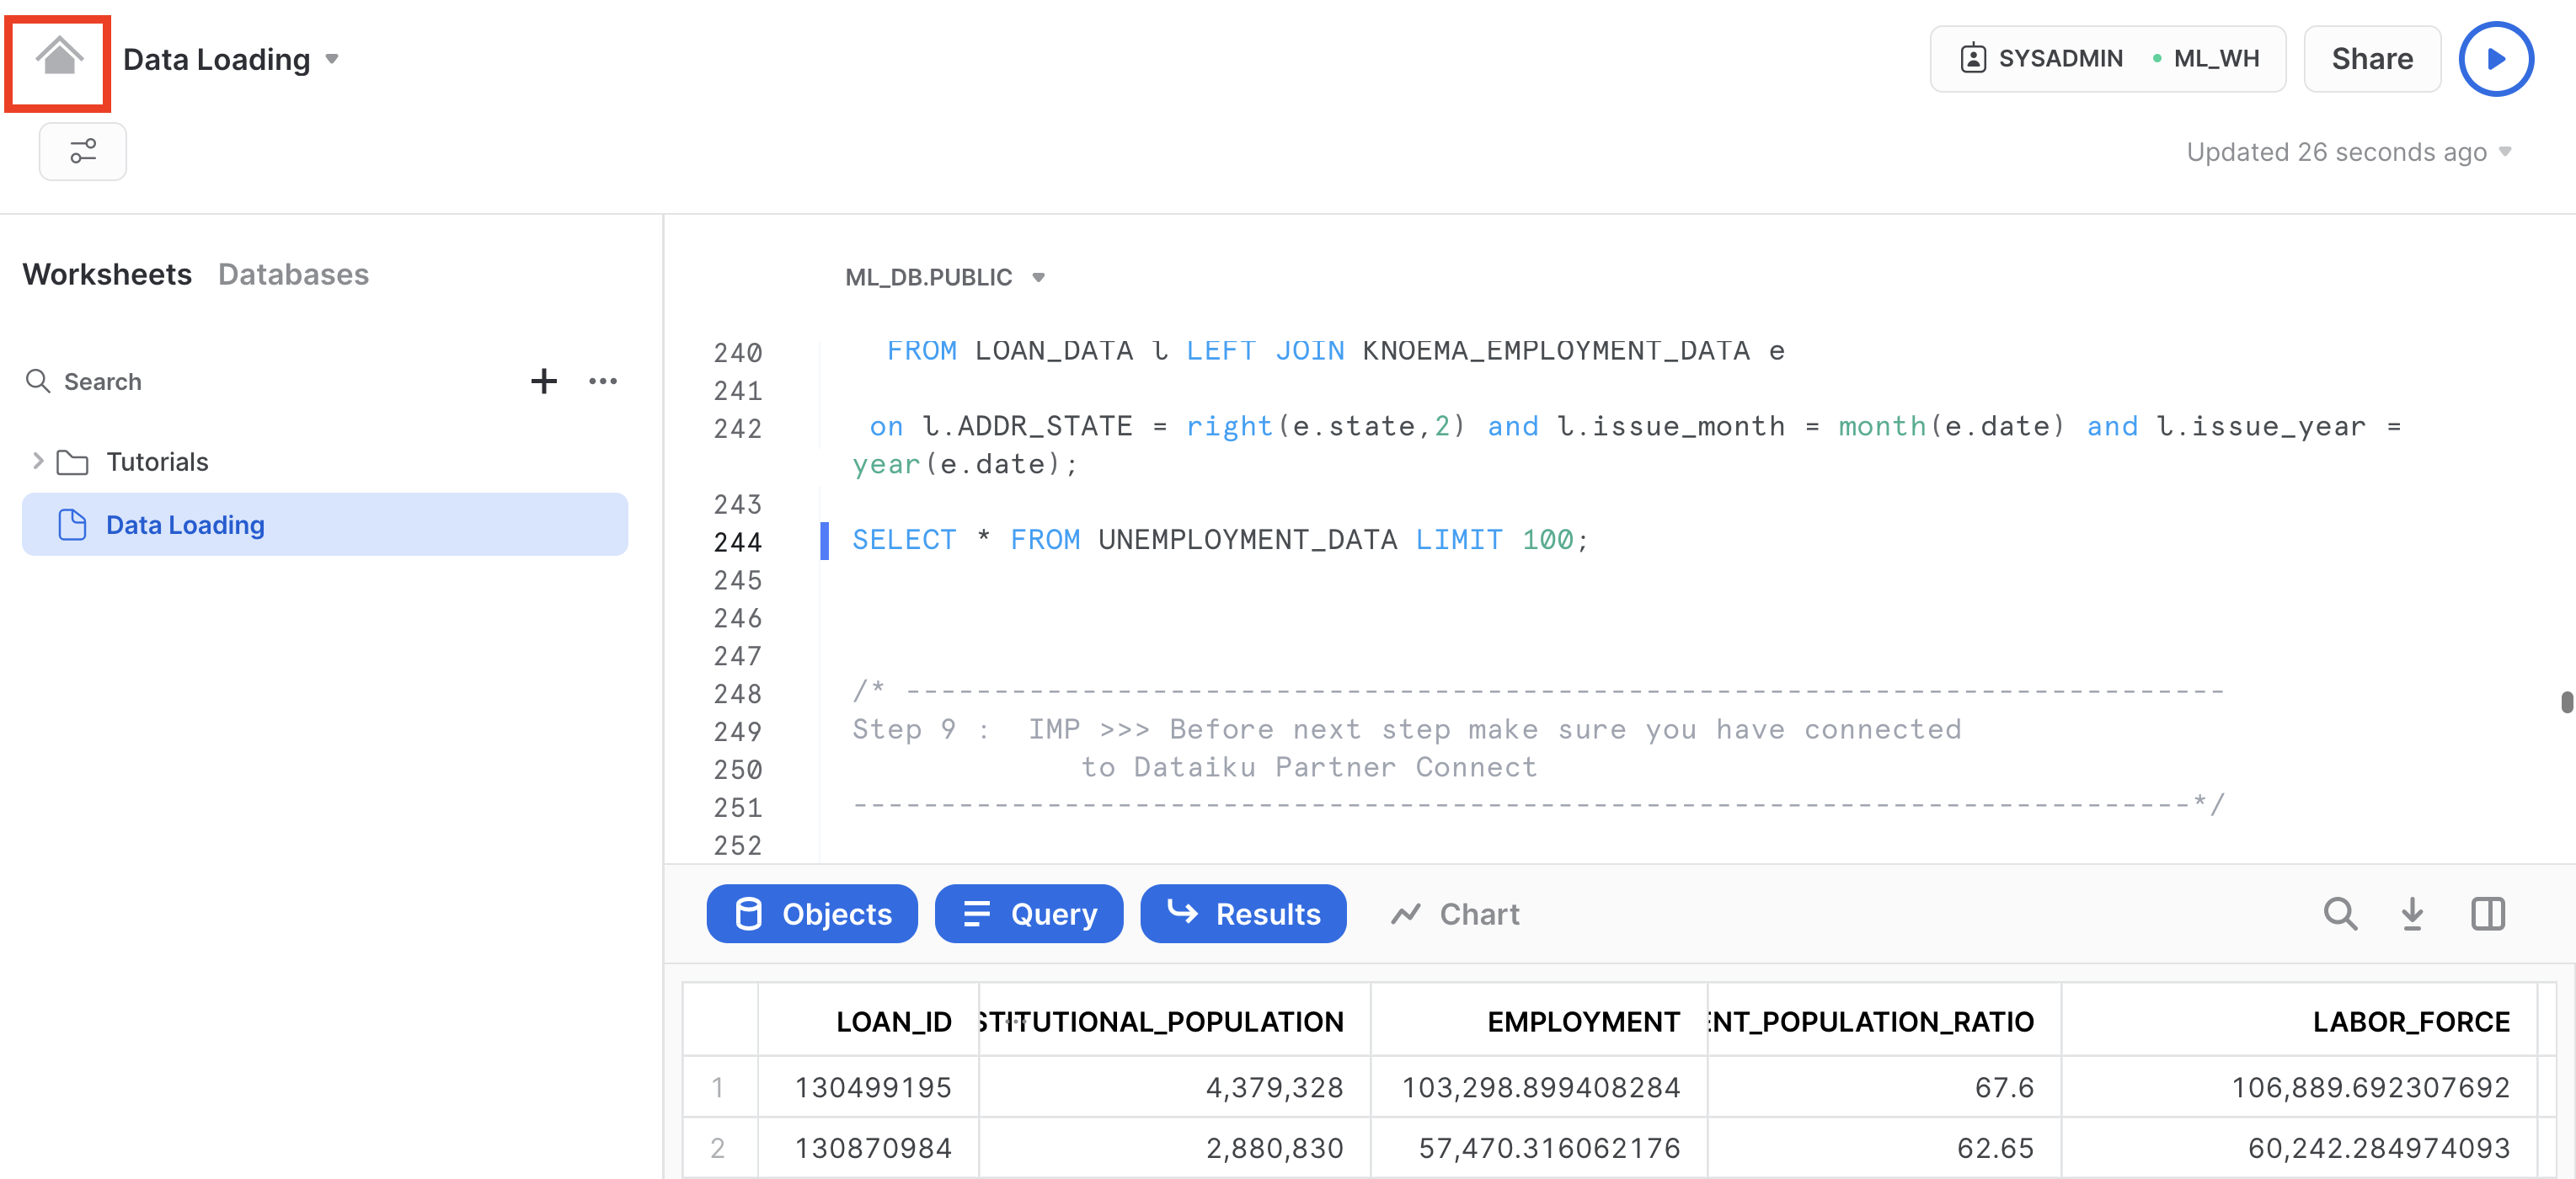 Data Loading
SYSADMIN ML_WH
Share
Updated 26 seconds ago
Worksheets Databases
Search
Tutorials
Data Loading
ML_DB.PUBLIC
240 FROM LOAN_DATA l LEFT JOIN KNOEMA_EMPLOYMENT_DATA e
241
242 on l.ADDR_STATE = right(e.state,2) and l.issue_month = month(e.date) and l.issue_year =
year(e.date);
243
244 SELECT * FROM UNEMPLOYMENT_DATA LIMIT 100;
245
246
247
248 /* ----------------------------------------------------------------------------
249 Step 9 : IMP >>> Before next step make sure you have connected
250 to Dataiku Partner Connect
251 -----------------------------------------------------------------------------*/
252
Objects Query Results Chart
LOAN_ID STITUTIONAL_POPULATION EMPLOYMENT ENT_POPULATION_RATIO LABOR_FORCE
1 130499195 4,379,328 103,298.899408284 67.6 106,889.692307692
2 130870984 2,880,830 57,470.316062176 62.65 60,242.284974093